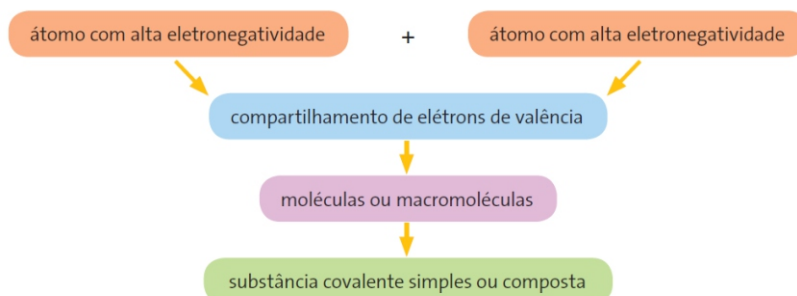 átomo com alta eletronegatividade + átomo com alta eletronegatividade
compartilhamento de elétrons de valência
moléculas ou macromoléculas
substância covalente simples ou composta